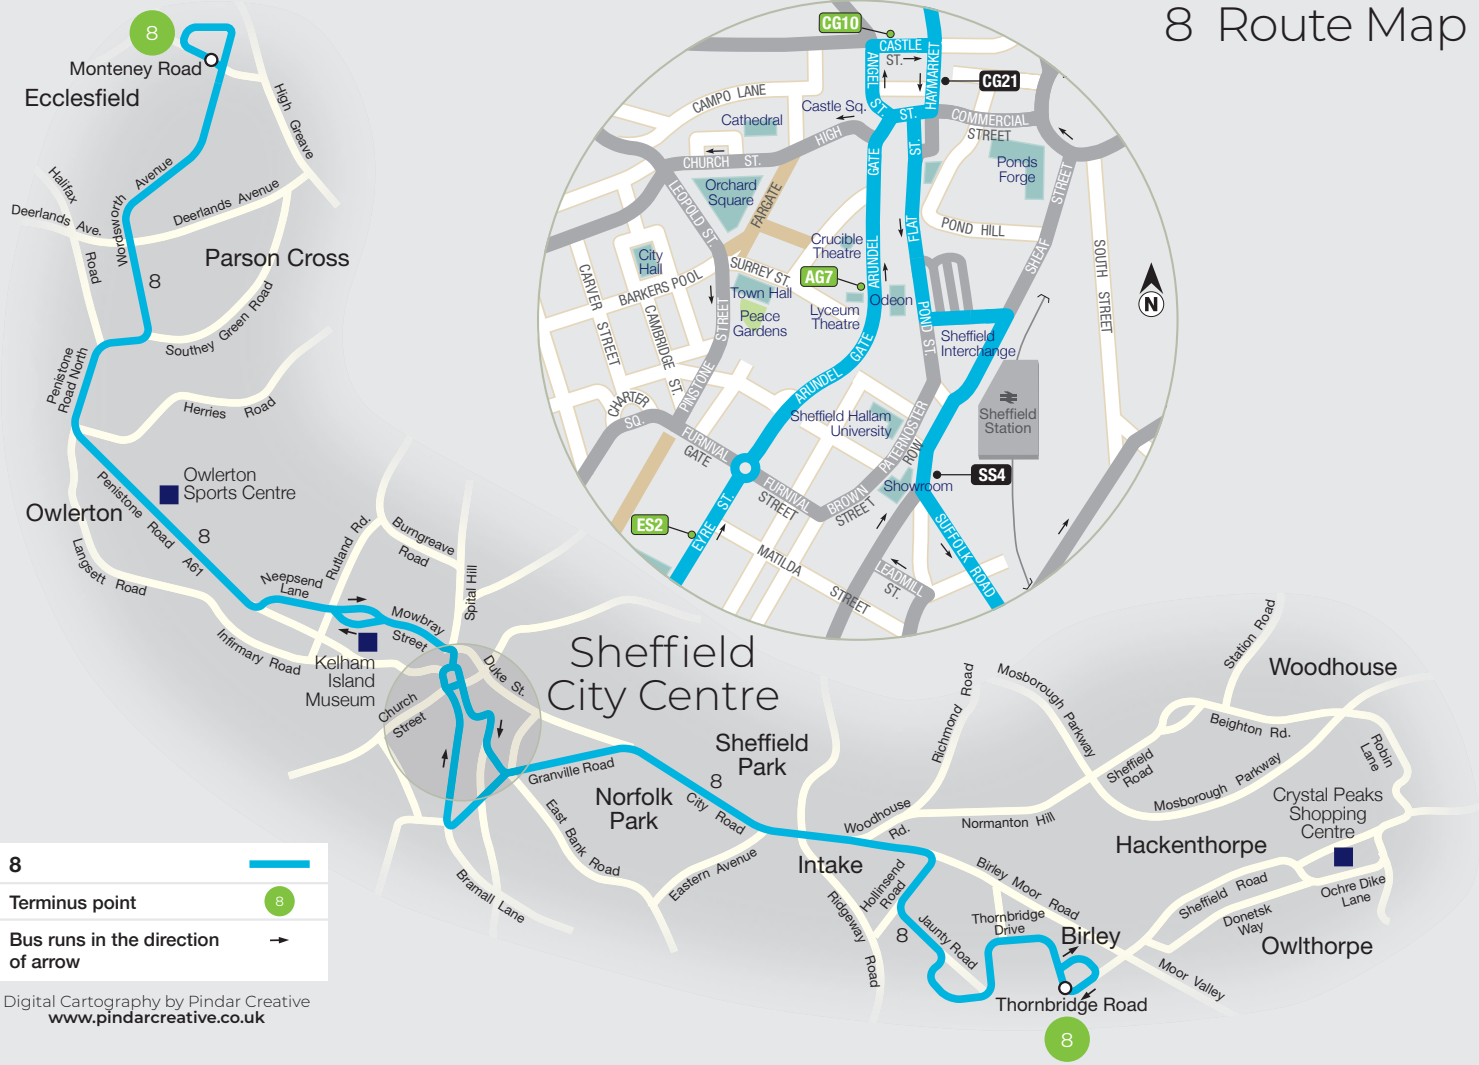 8 Route Map
8
Monteney Road
Ecclesfield
High Greave
Halifax
Road
Deerlands Ave.
Wordsworth
Avenue
Deerlands Avenue
8
Parson Cross
Southey Green Road
Penistone
Road North
Herries Road
Owlerton
Sports Centre
Owlerton
Penistone Road A61
8
Langsett Road
Infirmary Road
Neepsend
Lane
Rutland Rd.
Burngreave
Road
Spital Hill
Mowbray
Street
Kelham
Island
Museum
Church
Street
Duke St.
Sheffield
City Centre
Granville Road
Norfolk
Park
Sheffield
Park
8
City Road
East Bank Road
Eastern Avenue
Bramall Lane
Intake
Woodhouse
Rd.
Richmond Road
Mosborough Parkway
Normanton Hill
Sheffield
Road
Station Road
Woodhouse
Beighton Rd.
Mosborough Parkway
Robin
Lane
Crystal Peaks
Shopping
Centre
Hackenthorpe
Ridgeway Road
Hollinsend
Road
8
Jaunty Road
Birley Moor Road
Thornbridge
Drive
Birley
Thornbridge Road
8
Sheffield Road
Donetsk
Way
Ochre Dike
Lane
Owlthorpe
Moor Valley
CG10
CASTLE
ST.
ANGEL
ST.
HAYMARKET
CG21
CAMPO LANE
Castle Sq.
Cathedral
HIGH
ST.
COMMERCIAL
STREET
CHURCH ST.
Ponds
Forge
Orchard
Square
LEOPOLD ST.
FARGATE
GATE
ARUNDEL
ST.
FLAT
POND HILL
SHEAF
STREET
SOUTH STREET
City
Hall
Crucible
Theatre
SURREY ST.
AG7
CARVER STREET
BARKERS POOL
Town Hall
Peace
Gardens
Lyceum
Theatre
Odeon
CAMBRIDGE ST.
PINSTONE
STREET
POND ST.
Sheffield
Interchange
ARUNDEL GATE
CHARTER
SQ.
Sheffield Hallam
University
Sheffield
Station
FURNIVAL
GATE
PATERNOSTER
ROW
FURNIVAL
STREET
BROWN
STREET
Showroom
SS4
ES2
EYRE ST.
MATILDA
STREET
LEADMILL
ST.
SUFFOLK ROAD
N
8
Terminus point
8
Bus runs in the direction
of arrow
Digital Cartography by Pindar Creative
www.pindarcreative.co.uk